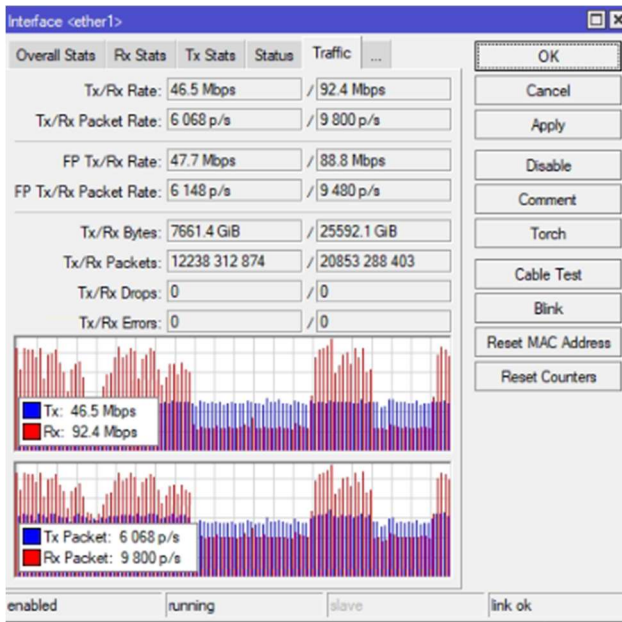 Interface <ether1>
Overall Stats Rx Stats Tx Stats Status Traffic ...
Tx/Rx Rate: 46.5 Mbps / 92.4 Mbps
Tx/Rx Packet Rate: 6 068 p/s / 9 800 p/s
FP Tx/Rx Rate: 47.7 Mbps / 88.8 Mbps
FP Tx/Rx Packet Rate: 6 148 p/s / 9 480 p/s
Tx/Rx Bytes: 7661.4 GiB / 25592.1 GiB
Tx/Rx Packets: 12238 312 874 / 20853 288 403
Tx/Rx Drops: 0 / 0
Tx/Rx Errors: 0 / 0
Tx: 46.5 Mbps
Rx: 92.4 Mbps
Tx Packet: 6 068 p/s
Rx Packet: 9 800 p/s
OK
Cancel
Apply
Disable
Comment
Torch
Cable Test
Blink
Reset MAC Address
Reset Counters
enabled running slave link ok